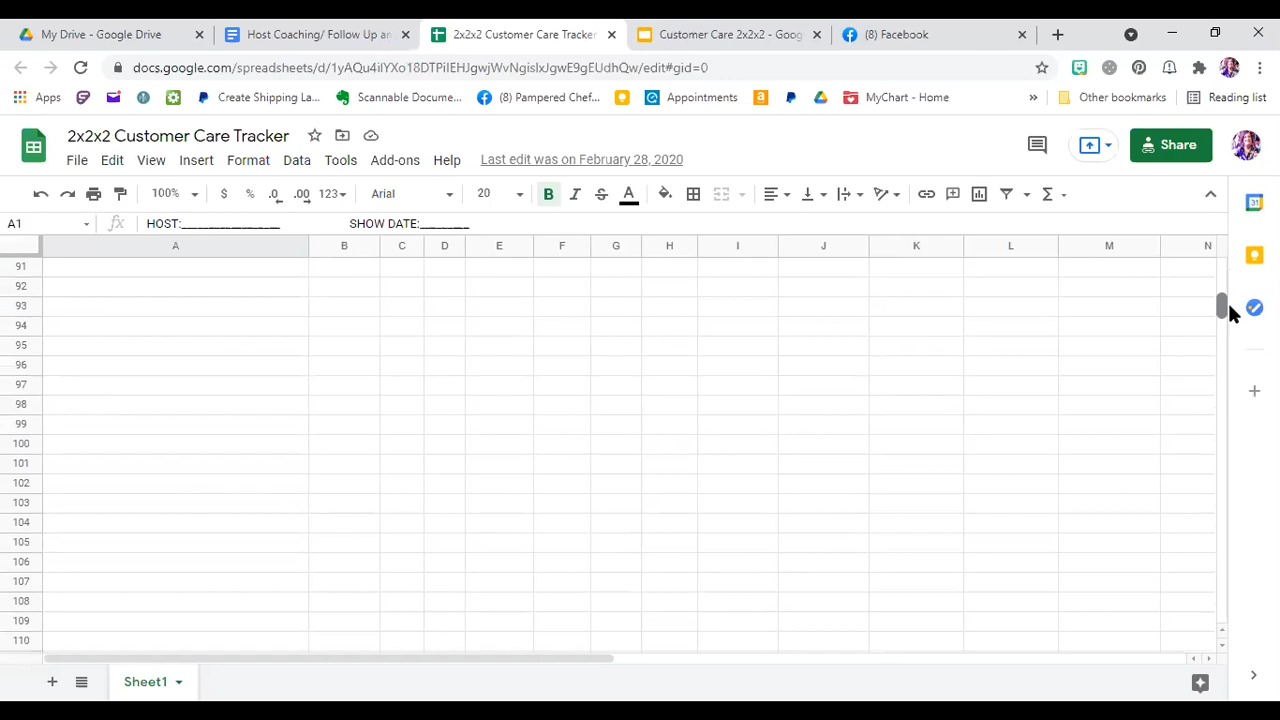 My Drive - Google Drive
Host Coaching/ Follow Up an
2x2x2 Customer Care Tracker
Customer Care 2x2x2 - Goog
(8) Facebook
docs.google.com/spreadsheets/d/1yAQu4ilYXo18DTPilEHJgwjWvNgislxJgwE9gEUdhQw/edit#gid=0
Apps
Create Shipping La...
Scannable Docume...
(8) Pampered Chef...
Appointments
MyChart - Home
»
Other bookmarks
Reading list
2x2x2 Customer Care Tracker
File Edit View Insert Format Data Tools Add-ons Help Last edit was on February 28, 2020
Share
100% $ % .0 .00 123 Arial 20 B I S A Σ
31
A1 fx HOST:__________________ SHOW DATE:_________
A B C D E F G H I J K L M N
91
92
93
94
95
96
97
98
99
100
101
102
103
104
105
106
107
108
109
110
Sheet1